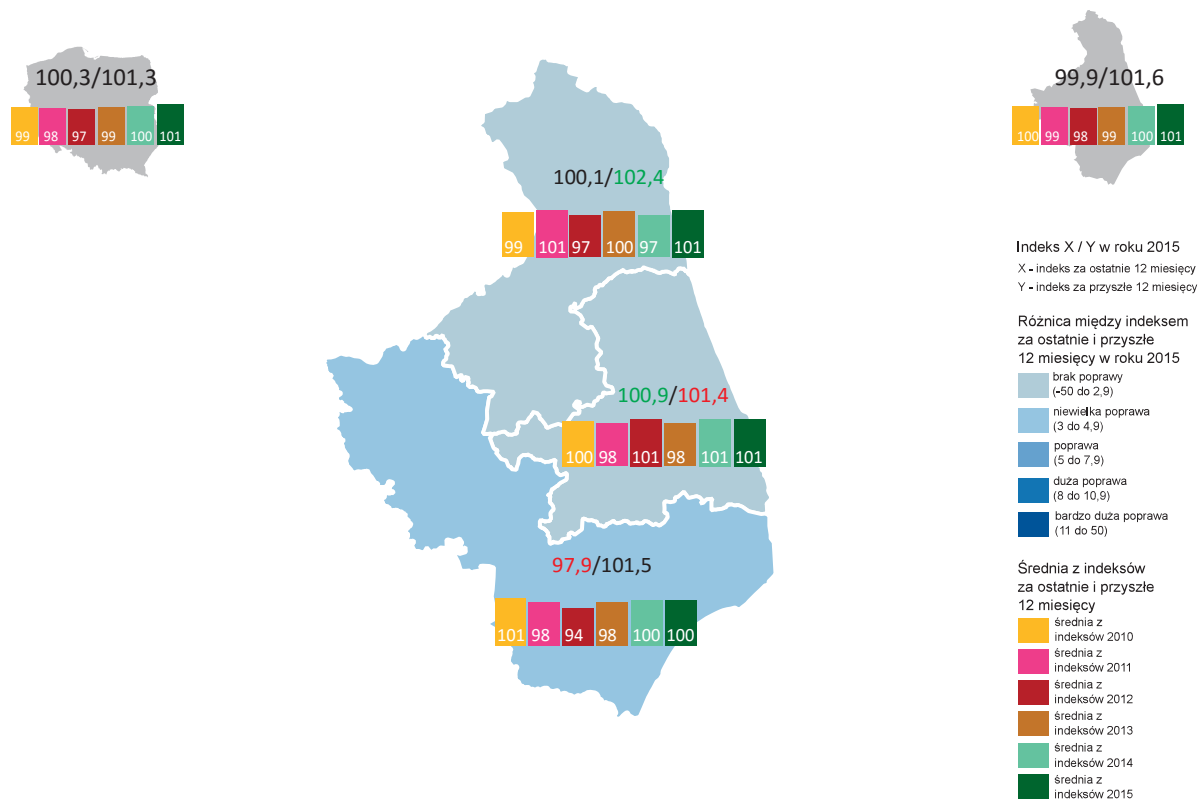 100,3/101,3
99 98 97 99 100 101
99,9/101,6
100 99 98 99 100 101
100,1/102,4
99 101 97 100 97 101
100,9/101,4
100 98 101 98 101 101
97,9/101,5
101 98 94 98 100 100
Indeks X / Y w roku 2015
X - indeks za ostatnie 12 miesięcy
Y - indeks za przyszłe 12 miesięcy
Różnica między indeksem
za ostatnie i przyszłe
12 miesięcy w roku 2015
brak poprawy
(-50 do 2,9)
niewielka poprawa
(3 do 4,9)
poprawa
(5 do 7,9)
duża poprawa
(8 do 10,9)
bardzo duża poprawa
(11 do 50)
Średnia z indeksów
za ostatnie i przyszłe
12 miesięcy
średnia z
indeksów 2010
średnia z
indeksów 2011
średnia z
indeksów 2012
średnia z
indeksów 2013
średnia z
indeksów 2014
średnia z
indeksów 2015